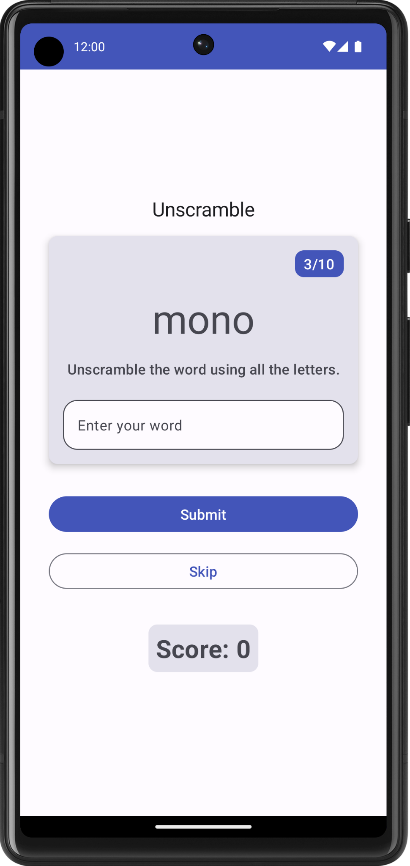 12:00
Unscramble
3/10
mono
Unscramble the word using all the letters.
Enter your word
Submit
Skip
Score: 0